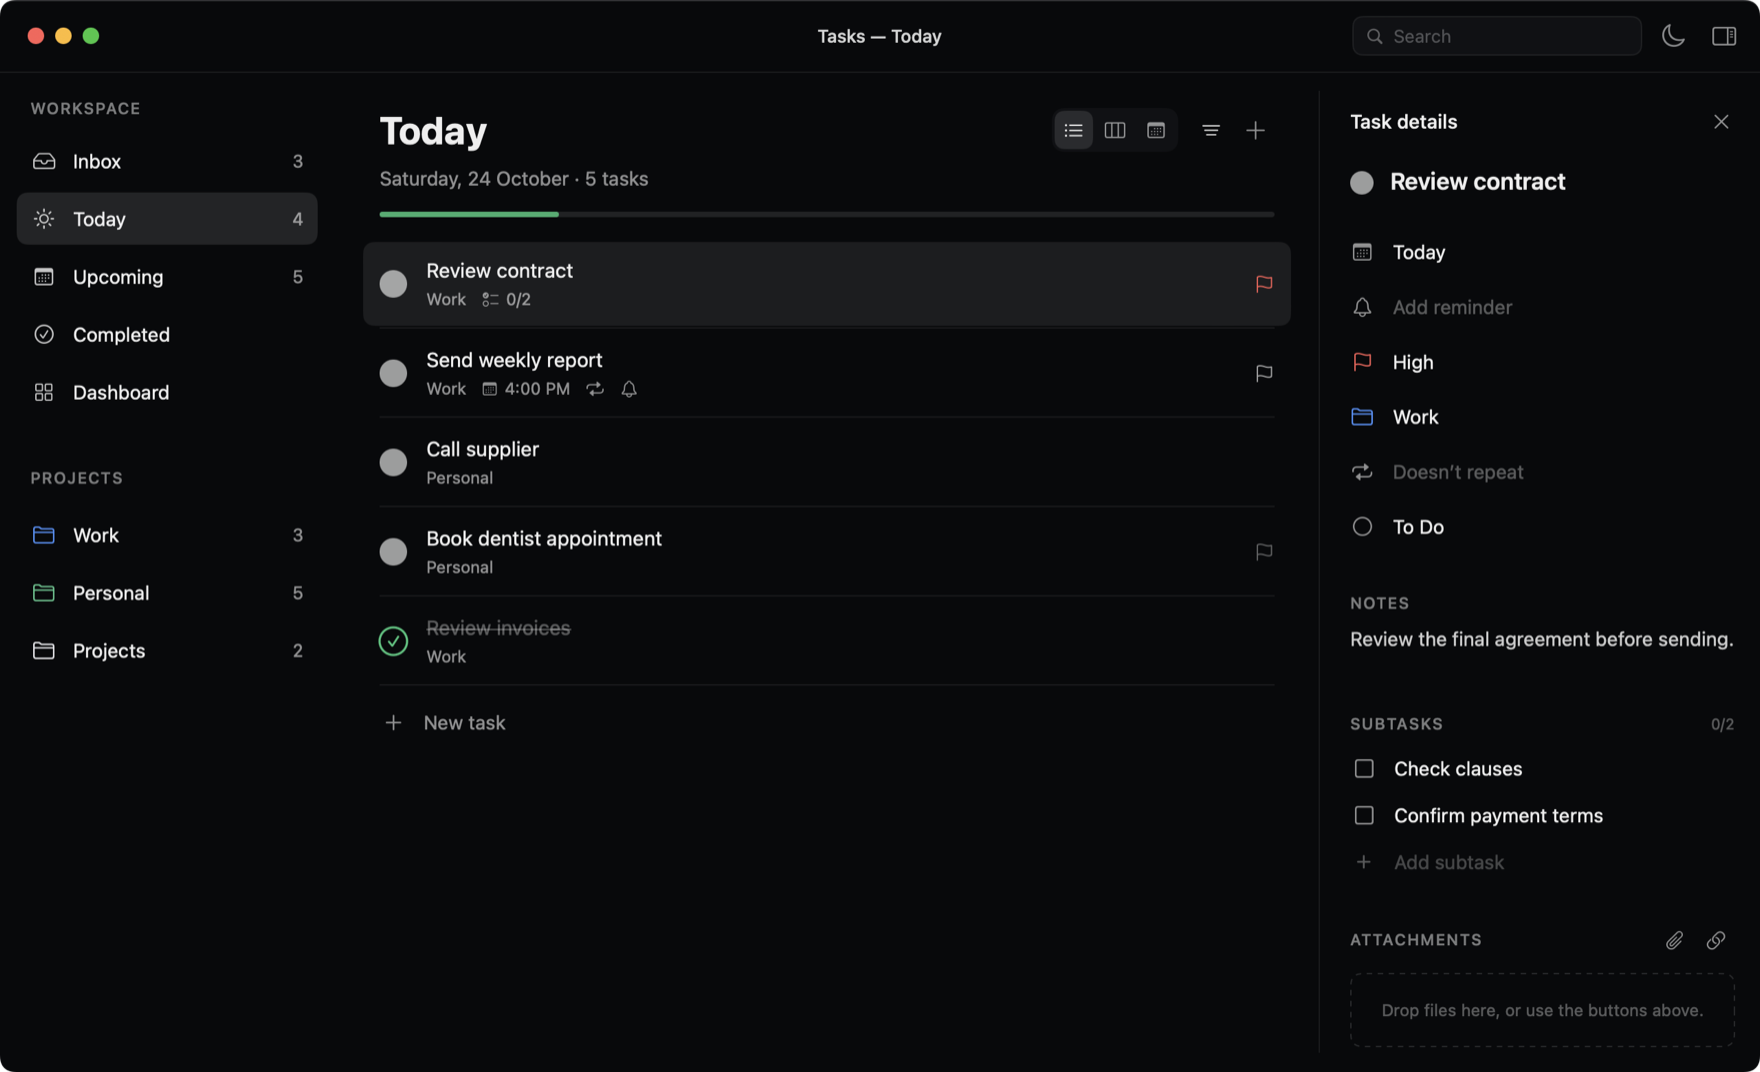 Tasks — Today
Search
WORKSPACE
Inbox 3
Today 4
Upcoming 5
Completed
Dashboard
PROJECTS
Work 3
Personal 5
Projects 2
Today
Saturday, 24 October · 5 tasks
Review contract
Work 0/2
Send weekly report
Work 4:00 PM
Call supplier
Personal
Book dentist appointment
Personal
Review invoices
Work
New task
Task details
Review contract
Today
Add reminder
High
Work
Doesn’t repeat
To Do
NOTES
Review the final agreement before sending.
SUBTASKS 0/2
Check clauses
Confirm payment terms
Add subtask
ATTACHMENTS
Drop files here, or use the buttons above.